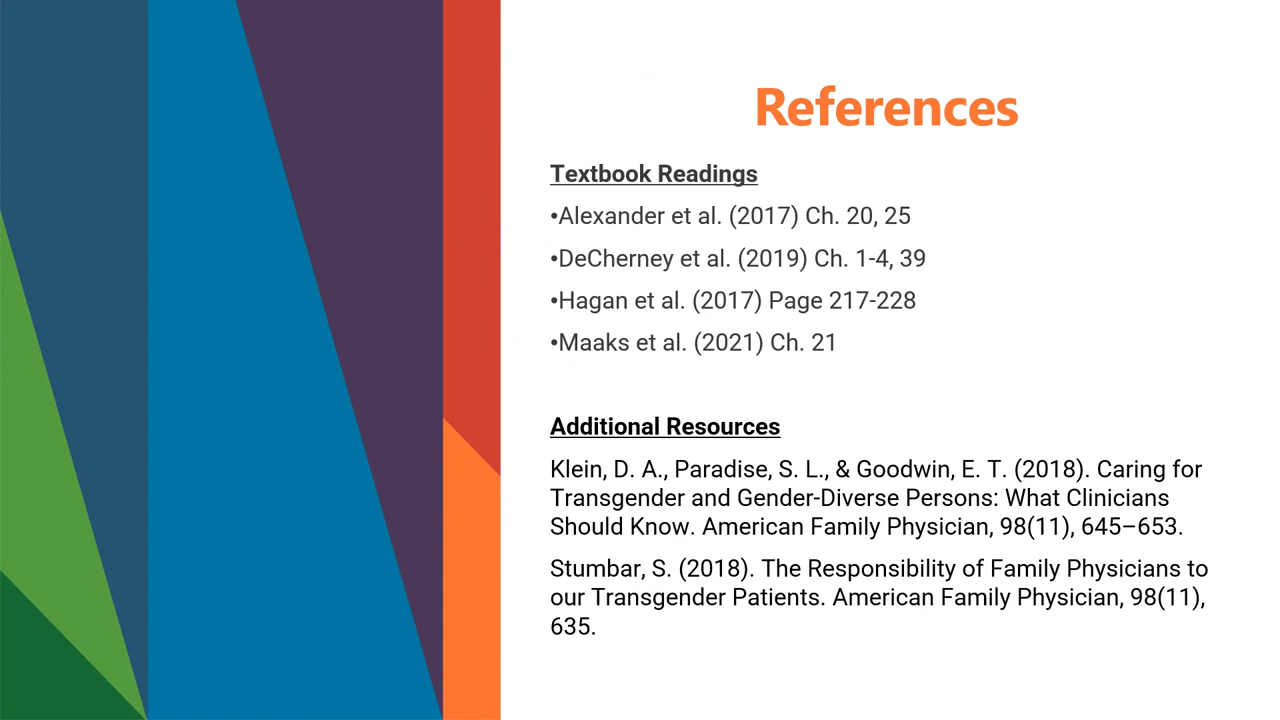 References
Textbook Readings
•Alexander et al. (2017) Ch. 20, 25
•DeCherney et al. (2019) Ch. 1-4, 39
•Hagan et al. (2017) Page 217-228
•Maaks et al. (2021) Ch. 21
Additional Resources
Klein, D. A., Paradise, S. L., & Goodwin, E. T. (2018). Caring for
Transgender and Gender-Diverse Persons: What Clinicians
Should Know. American Family Physician, 98(11), 645–653.
Stumbar, S. (2018). The Responsibility of Family Physicians to
our Transgender Patients. American Family Physician, 98(11),
635.